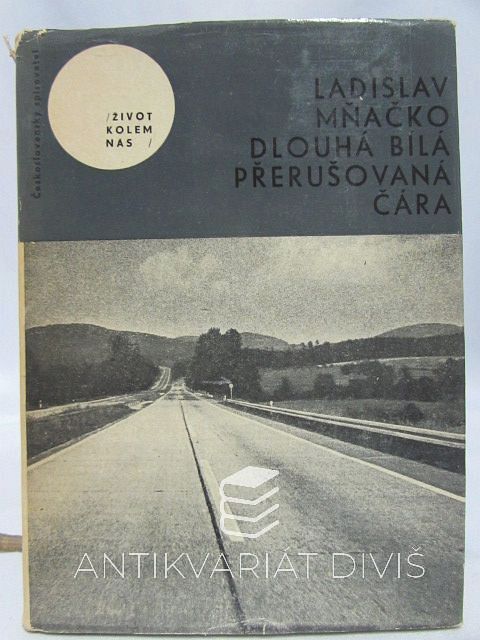 Československý spisovatel
/ŽIVOT
KOLEM
NÁS /
LADISLAV
MŇAČKO
DLOUHÁ BÍLÁ
PŘERUŠOVANÁ
ČÁRA
ANTIKVARIÁT DIVIŠ